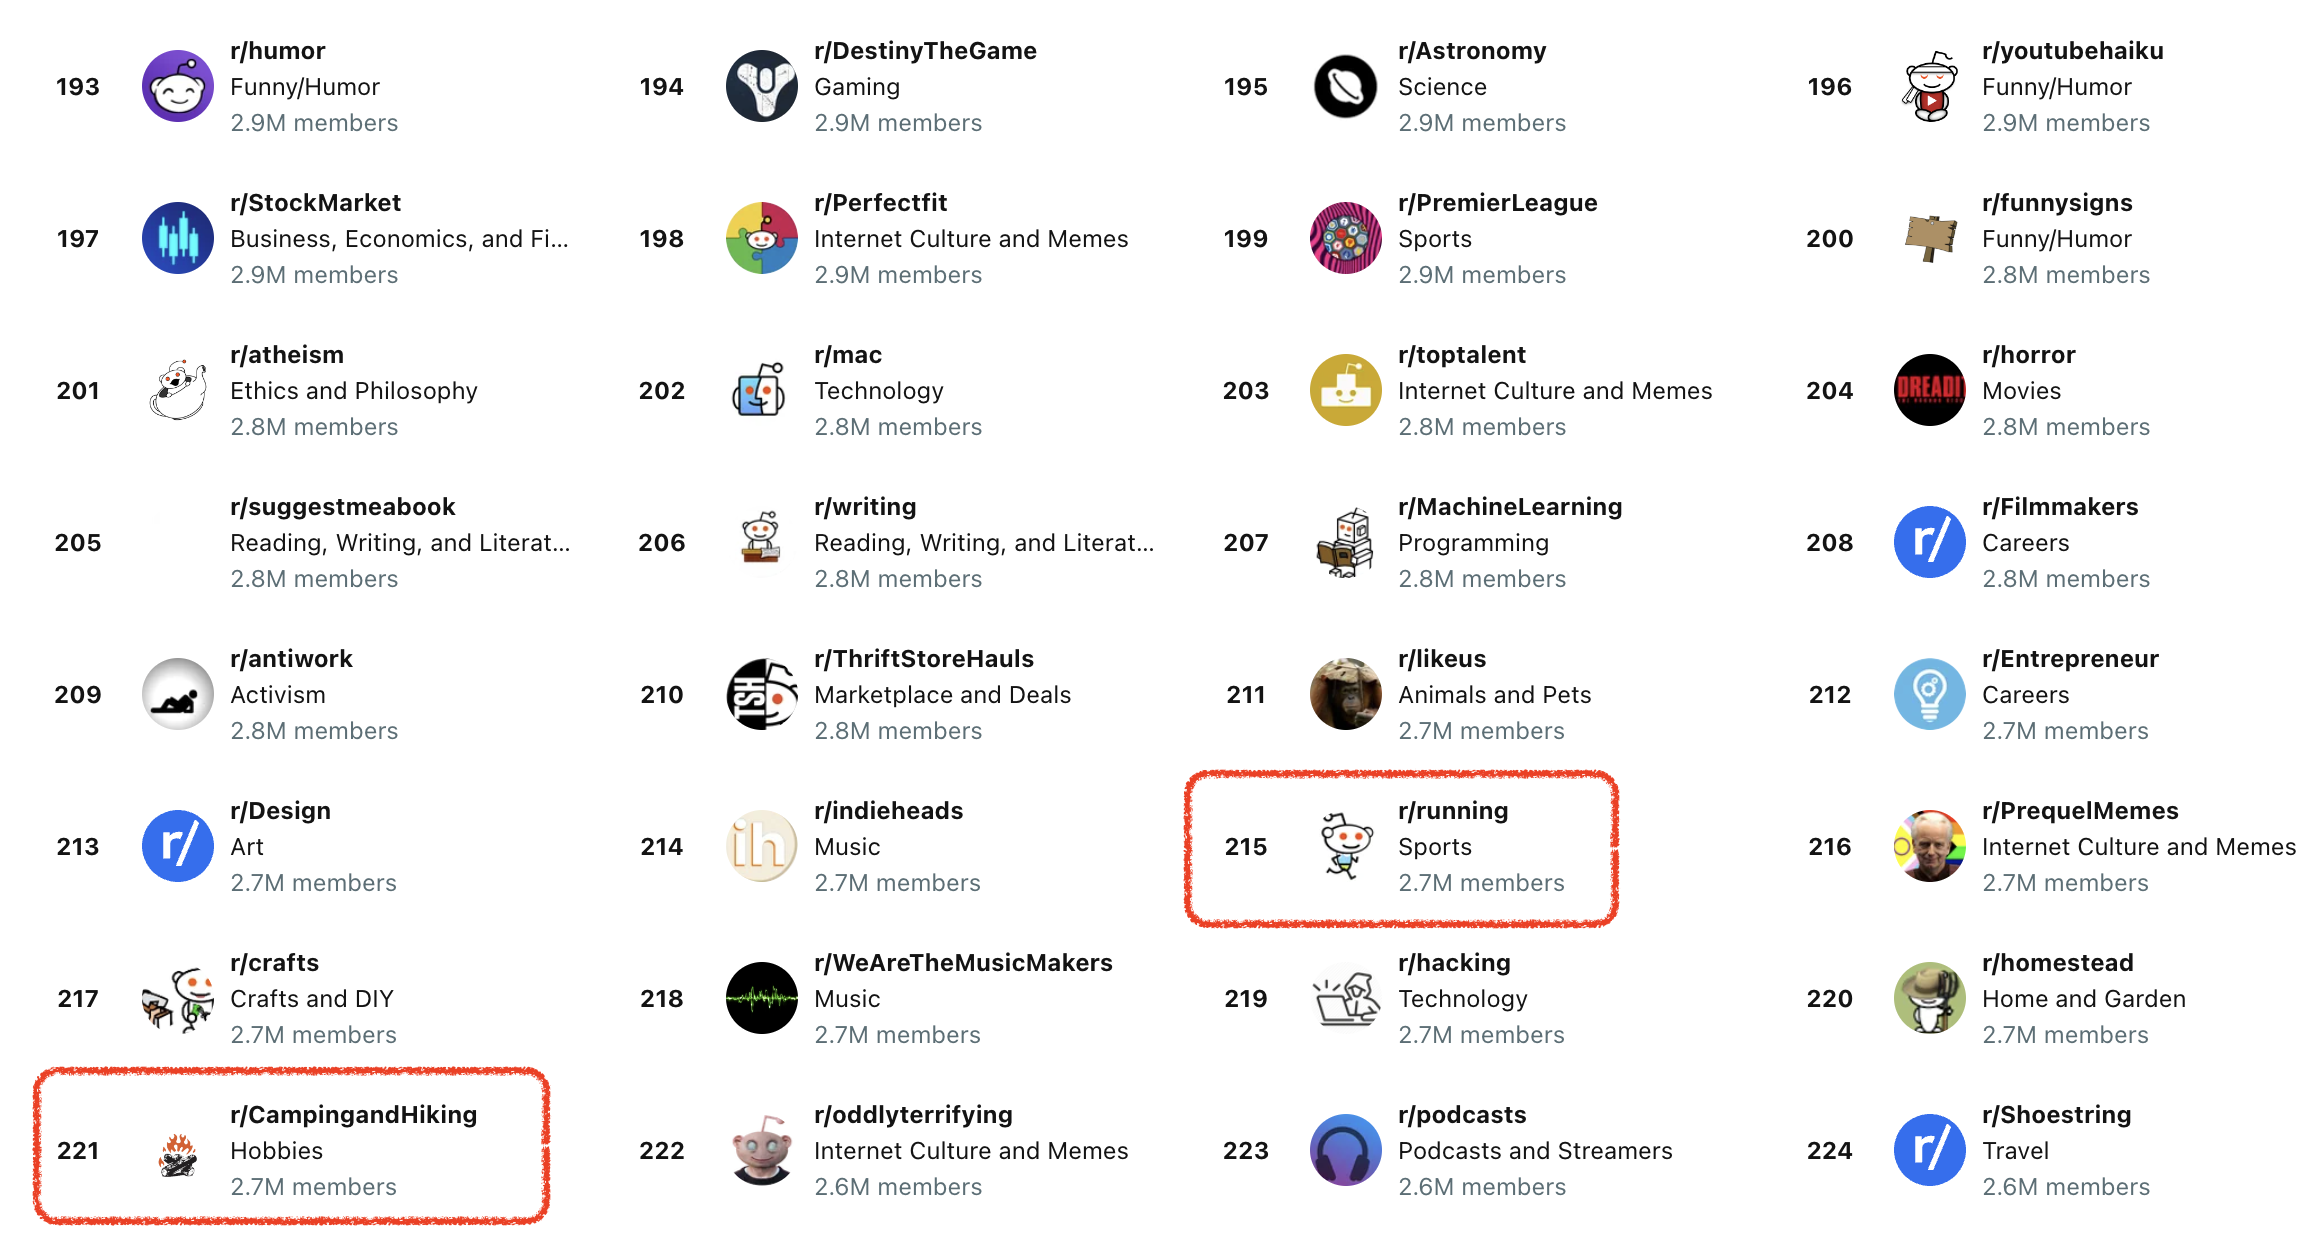 193
r/humor
Funny/Humor
2.9M members
194
r/DestinyTheGame
Gaming
2.9M members
195
r/Astronomy
Science
2.9M members
196
r/youtubehaiku
Funny/Humor
2.9M members
197
r/StockMarket
Business, Economics, and Fi...
2.9M members
198
r/Perfectfit
Internet Culture and Memes
2.9M members
199
r/PremierLeague
Sports
2.9M members
200
r/funnysigns
Funny/Humor
2.8M members
201
r/atheism
Ethics and Philosophy
2.8M members
202
r/mac
Technology
2.8M members
203
r/toptalent
Internet Culture and Memes
2.8M members
204
DREADI
r/horror
Movies
2.8M members
205
r/suggestmeabook
Reading, Writing, and Literat...
2.8M members
206
r/writing
Reading, Writing, and Literat...
2.8M members
207
r/MachineLearning
Programming
2.8M members
208
r/
r/Filmmakers
Careers
2.8M members
209
r/antiwork
Activism
2.8M members
210
TSH
r/ThriftStoreHauls
Marketplace and Deals
2.8M members
211
r/likeus
Animals and Pets
2.7M members
212
r/Entrepreneur
Careers
2.7M members
213
r/
r/Design
Art
2.7M members
214
ih
r/indieheads
Music
2.7M members
215
r/running
Sports
2.7M members
216
r/PrequelMemes
Internet Culture and Memes
2.7M members
217
r/crafts
Crafts and DIY
2.7M members
218
r/WeAreTheMusicMakers
Music
2.7M members
219
r/hacking
Technology
2.7M members
220
r/homestead
Home and Garden
2.7M members
221
r/CampingandHiking
Hobbies
2.7M members
222
r/oddlyterrifying
Internet Culture and Memes
2.6M members
223
r/podcasts
Podcasts and Streamers
2.6M members
224
r/
r/Shoestring
Travel
2.6M members